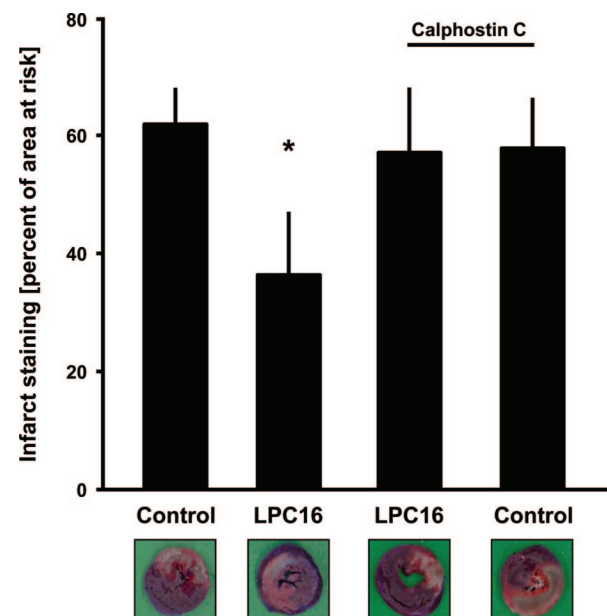 Infarct staining [percent of area at risk]
80
60
40
20
0
Calphostin C
*
Control LPC16 LPC16 Control